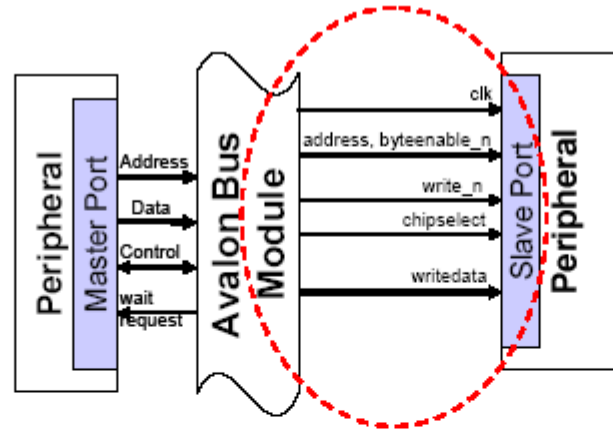 Peripheral
Master Port
Address
Data
Control
wait
request
Avalon Bus
Module
clk
address, byteenable_n
write_n
chipselect
writedata
Slave Port
Peripheral